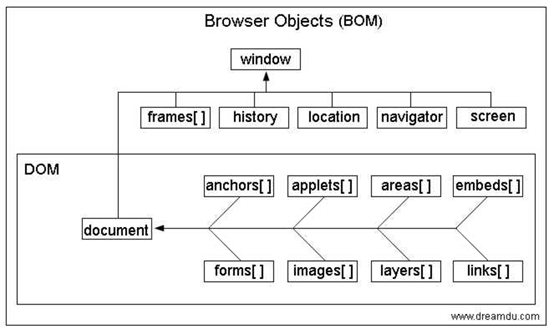 Browser Objects (BOM)
window
frames[ ] history location navigator screen
DOM
anchors[ ] applets[ ] areas[ ] embeds[ ]
document
forms[ ] images[ ] layers[ ] links[ ]
www.dreamdu.com